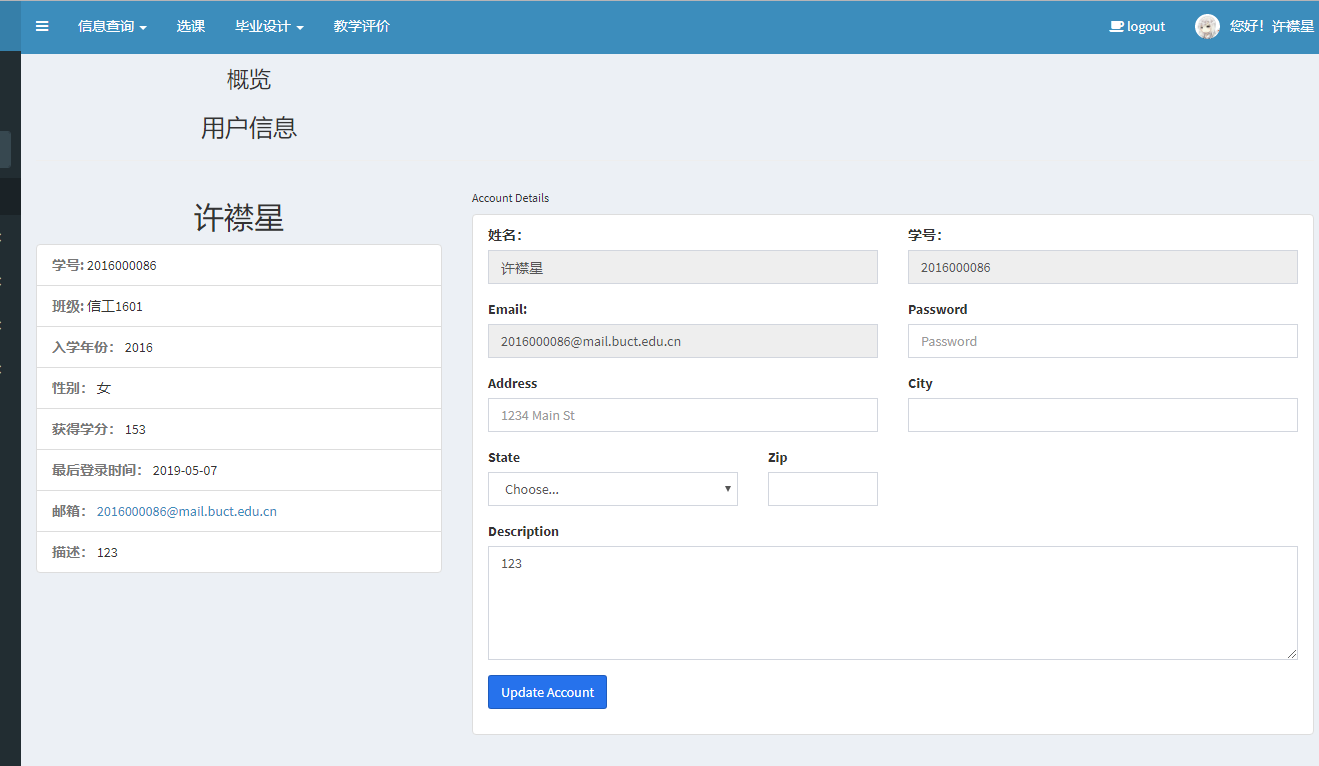 信息查询 选课 毕业设计 教学评价 logout 您好！许襟星
概览
用户信息
许襟星
学号: 2016000086
班级: 信工1601
入学年份： 2016
性别： 女
获得学分： 153
最后登录时间： 2019-05-07
邮箱： 2016000086@mail.buct.edu.cn
描述： 123
Account Details
姓名： 学号：
许襟星 2016000086
Email: Password
2016000086@mail.buct.edu.cn Password
Address City
1234 Main St
State Zip
Choose...
Description
123
Update Account